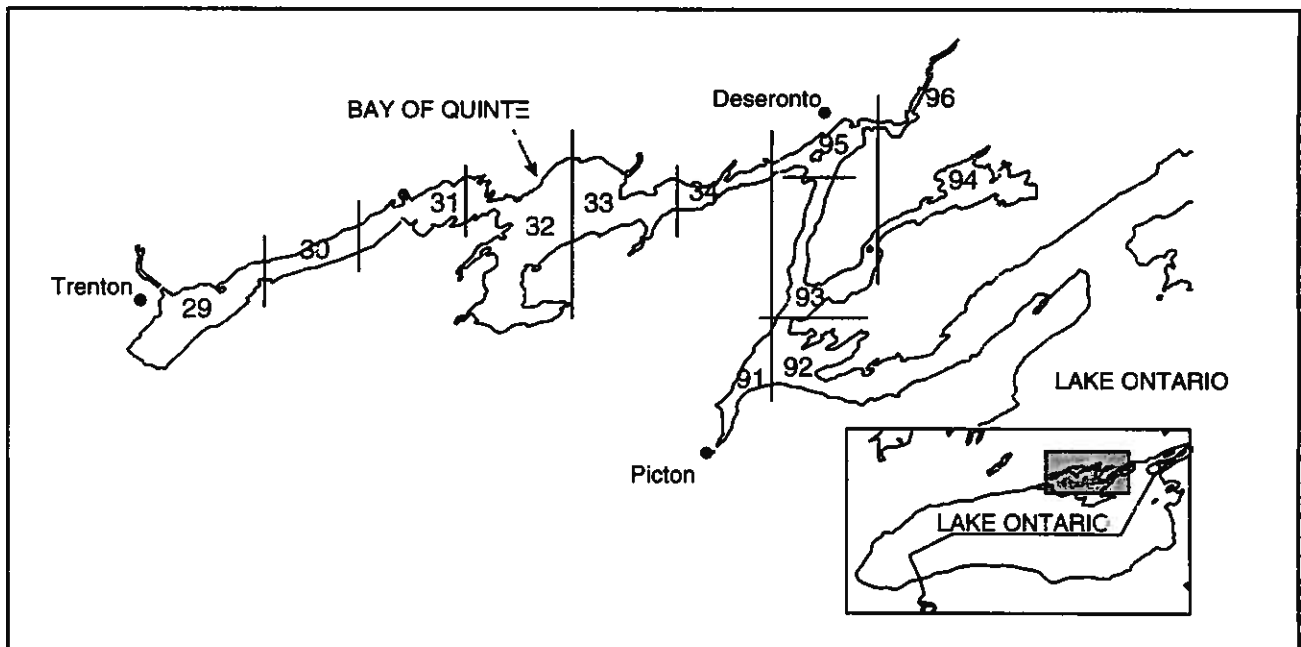 BAY OF QUINTE
Deseronto
96
95
94
34
33
31
32
30
Trenton
29
93
92
91
LAKE ONTARIO
Picton
LAKE ONTARIO